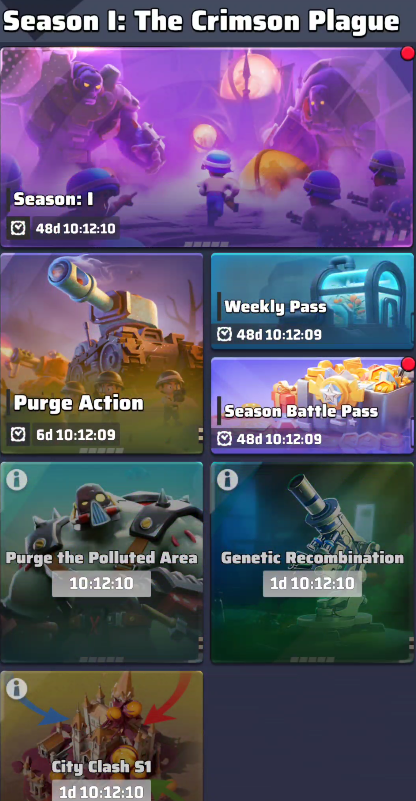 Season I: The Crimson Plague
Season: I
48d 10:12:10
Weekly Pass
48d 10:12:09
Purge Action
6d 10:12:09
Season Battle Pass
48d 10:12:09
Purge the Polluted Area
10:12:10
Genetic Recombination
1d 10:12:10
City Clash S1
1d 10:12:10